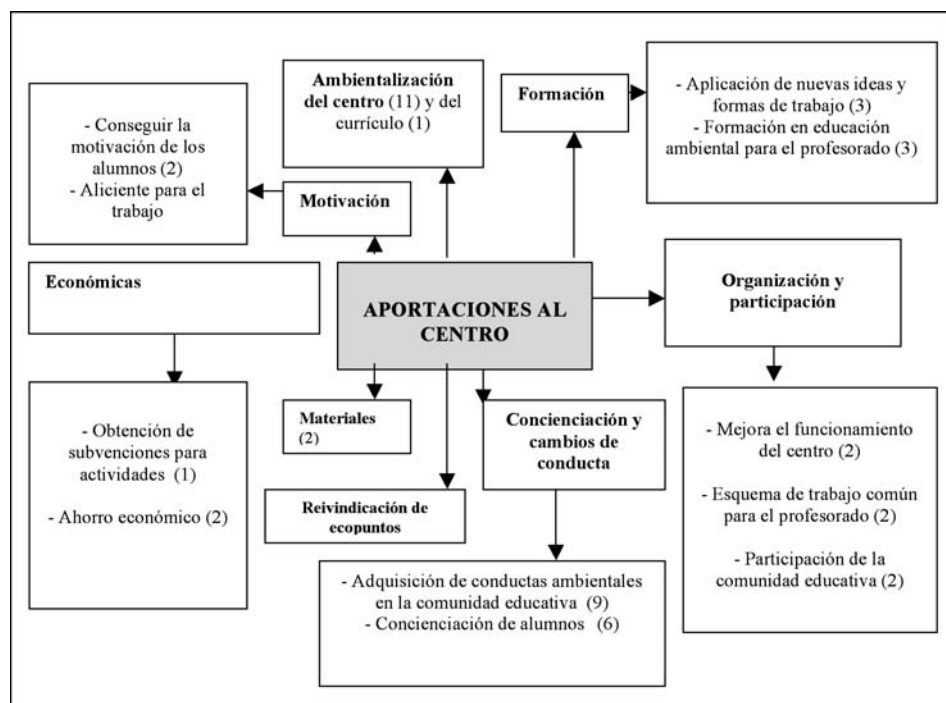 Ambientalización
del centro (11) y del
currículo (1)
Formación
- Aplicación de nuevas ideas y
formas de trabajo (3)
- Formación en educación
ambiental para el profesorado (3)
- Conseguir la
motivación de los
alumnos (2)
- Aliciente para el
trabajo
Motivación
Económicas
APORTACIONES AL
CENTRO
Organización y
participación
- Obtención de
subvenciones para
actividades (1)
- Ahorro económico (2)
Materiales
(2)
Concienciación y
cambios de
conducta
Reivindicación de
ecopuntos
- Mejora el funcionamiento
del centro (2)
- Esquema de trabajo común
para el profesorado (2)
- Participación de la
comunidad educativa (2)
- Adquisición de conductas ambientales
en la comunidad educativa (9)
- Concienciación de alumnos (6)